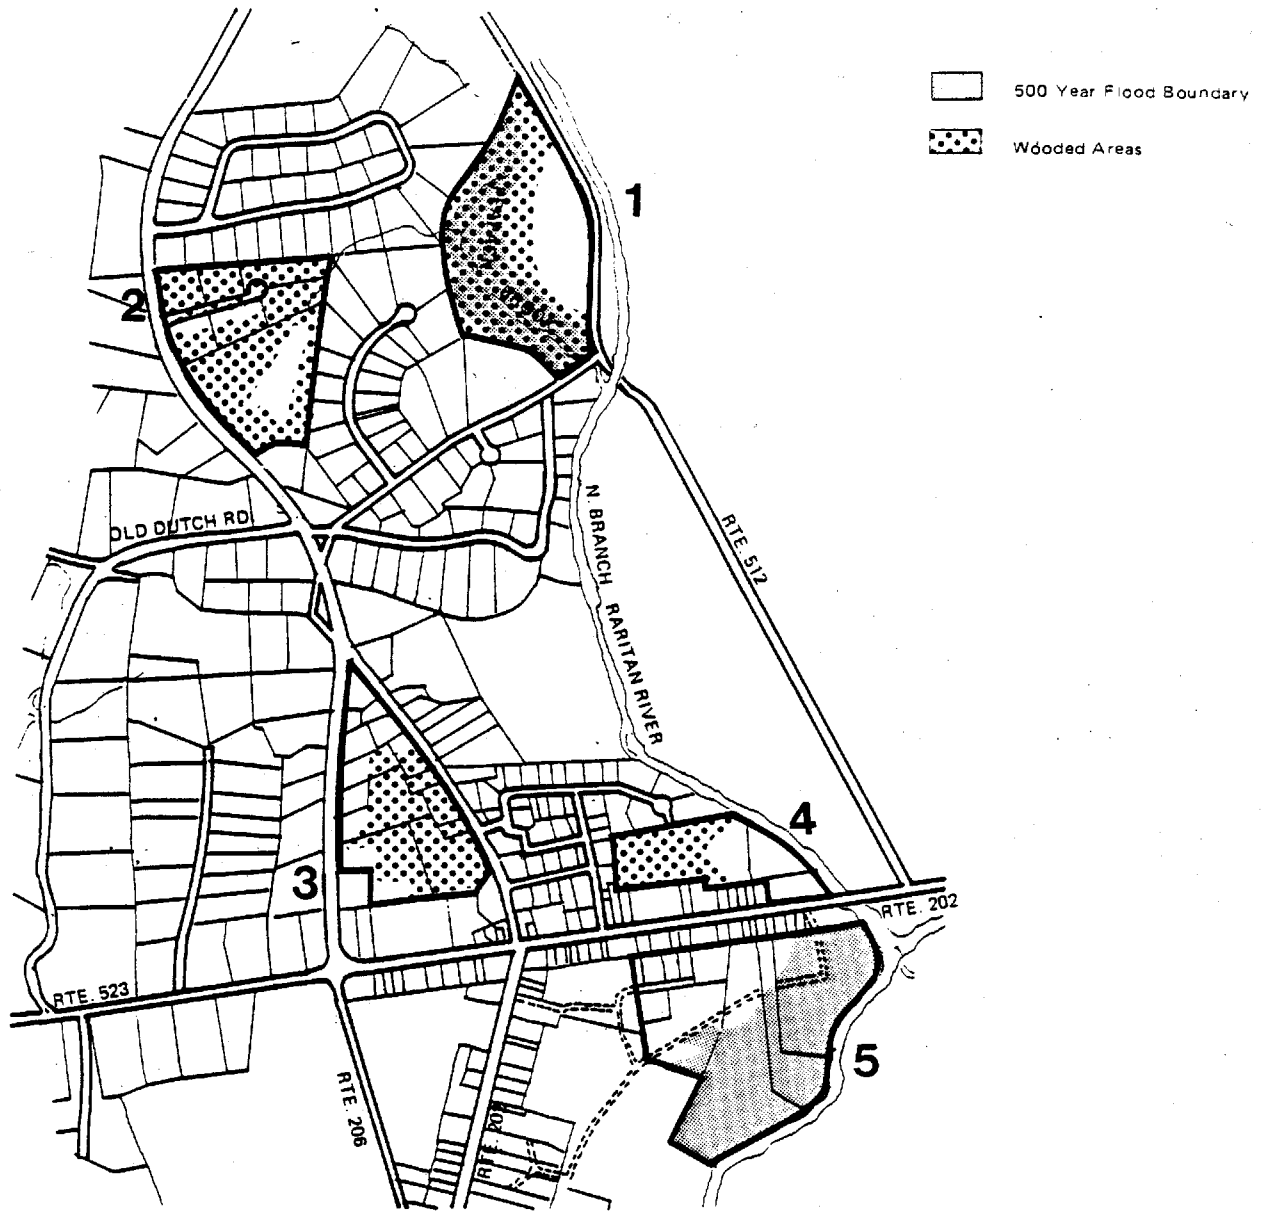 500 Year Flood Boundary
Wooded Areas
1
2
OLD DUTCH RD.
N. BRANCH RARITAN RIVER
RTE. 512
3
4
RTE. 202
RTE. 523
5
RTE. 206
RTE. 202